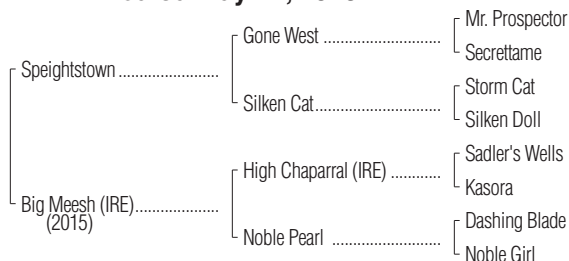 Mr. Prospector
Gone West
Secrettame
Speightstown
Storm Cat
Silken Cat
Silken Doll
Sadler's Wells
High Chaparral (IRE)
Kasora
Big Meesh (IRE)
(2015)
Dashing Blade
Noble Pearl
Noble Girl